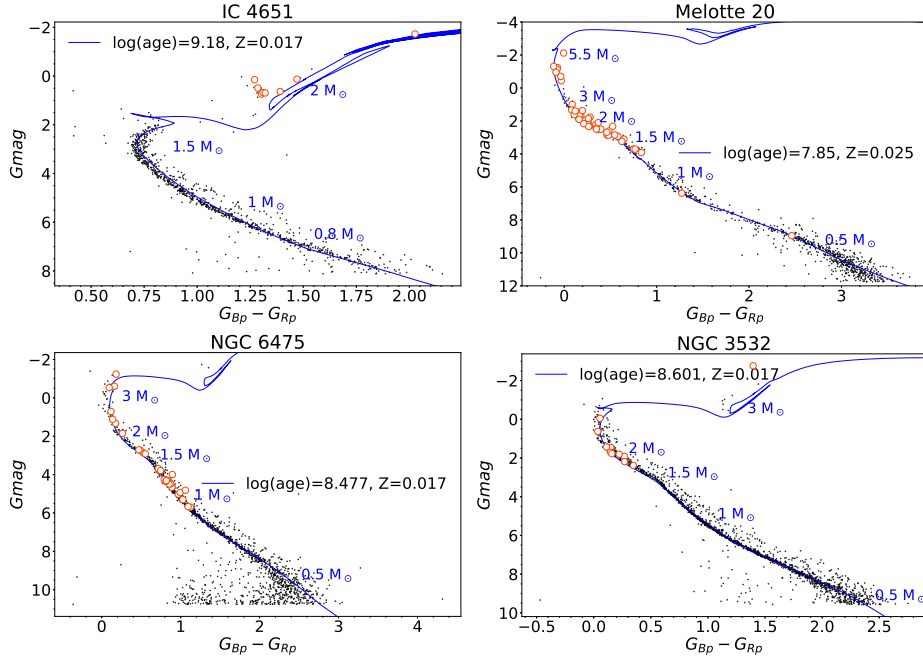 IC 4651
−2
0
2
4
6
8
Gmag
log(age)=9.18, Z=0.017
2 M⊙
1.5 M⊙
1 M⊙
0.8 M⊙
0.50 0.75 1.00 1.25 1.50 1.75 2.00
G_Bp − G_Rp
Melotte 20
−4
−2
0
2
4
6
8
10
12
Gmag
5.5 M⊙
3 M⊙
2 M⊙
1.5 M⊙
log(age)=7.85, Z=0.025
1 M⊙
0.5 M⊙
0 1 2 3
G_Bp − G_Rp
NGC 6475
−2
0
2
4
6
8
10
Gmag
3 M⊙
2 M⊙
1.5 M⊙
log(age)=8.477, Z=0.017
1 M⊙
0.5 M⊙
0 1 2 3 4
G_Bp − G_Rp
NGC 3532
−2
0
2
4
6
8
10
Gmag
log(age)=8.601, Z=0.017
3 M⊙
2 M⊙
1.5 M⊙
1 M⊙
0.5 M⊙
−0.5 0.0 0.5 1.0 1.5 2.0 2.5
G_Bp − G_Rp